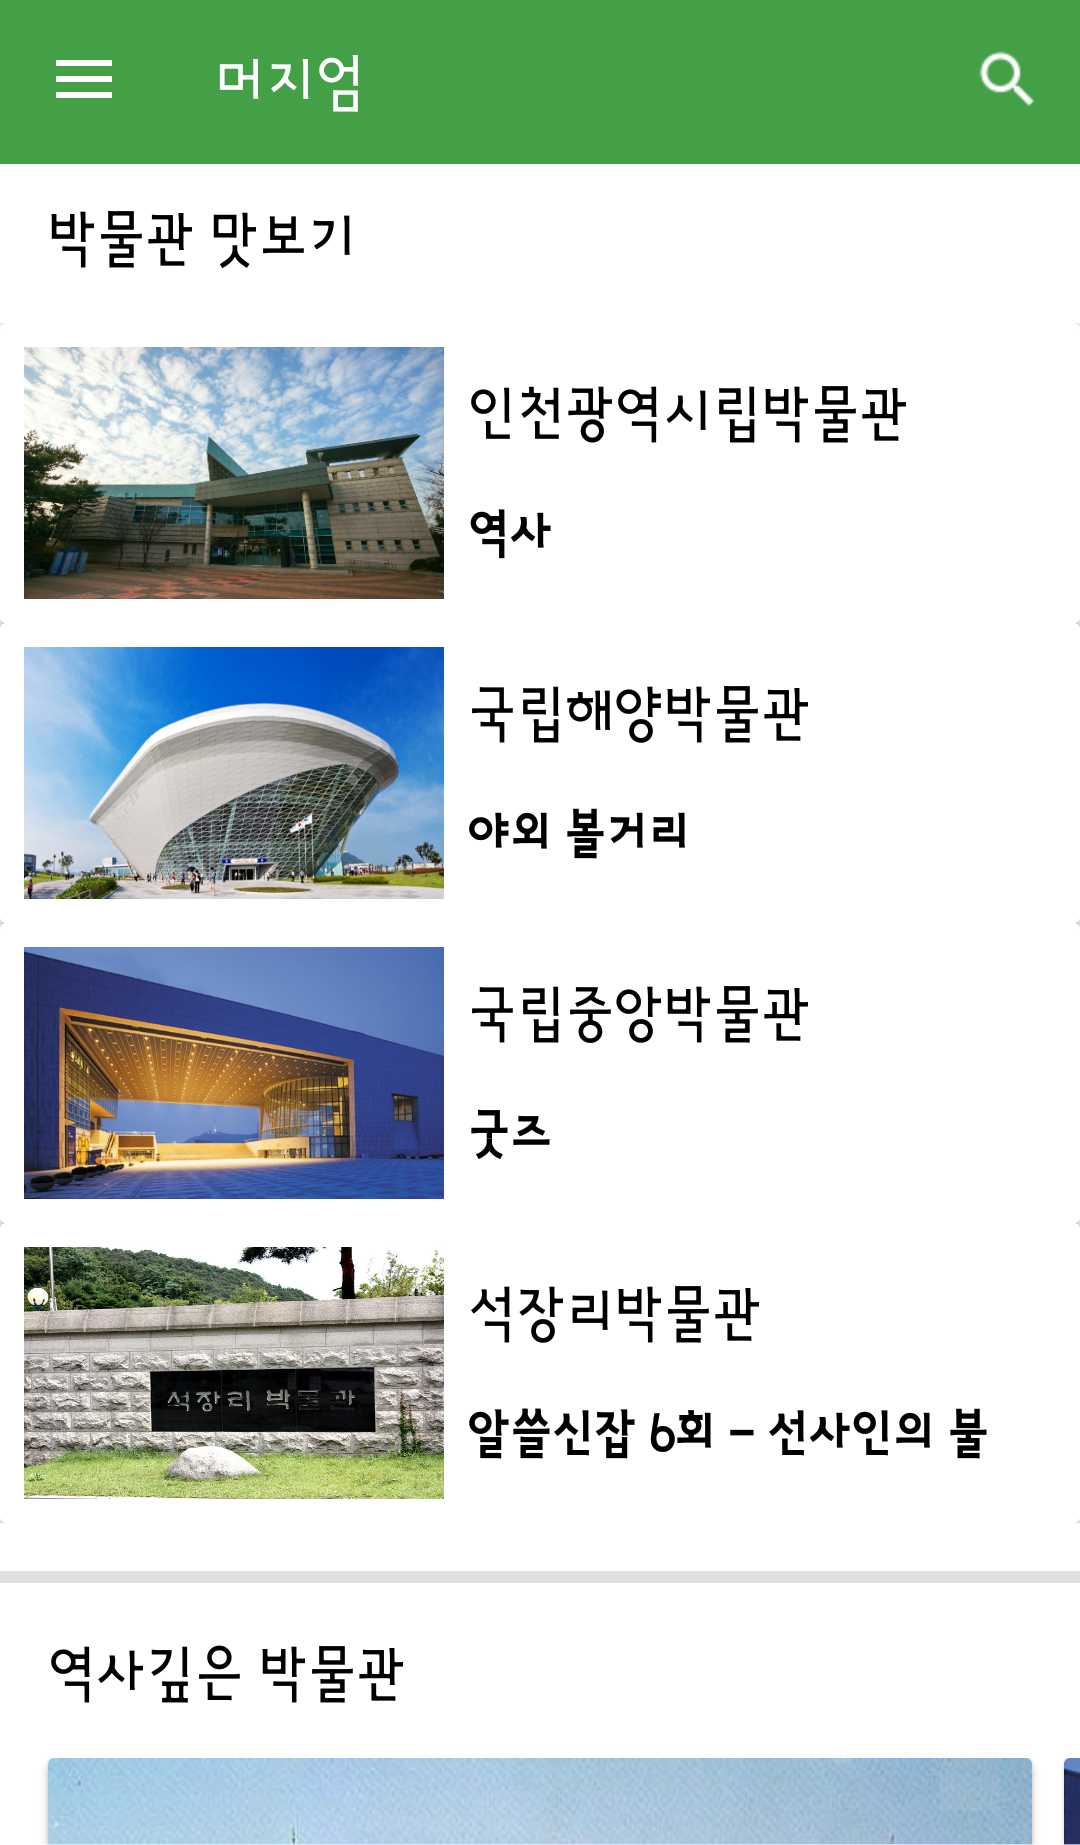 머지엄
박물관 맛보기
인천광역시립박물관
역사
국립해양박물관
야외 볼거리
국립중앙박물관
굿즈
석장리 박물관
석장리박물관
알쓸신잡 6회 – 선사인의 불
역사깊은 박물관